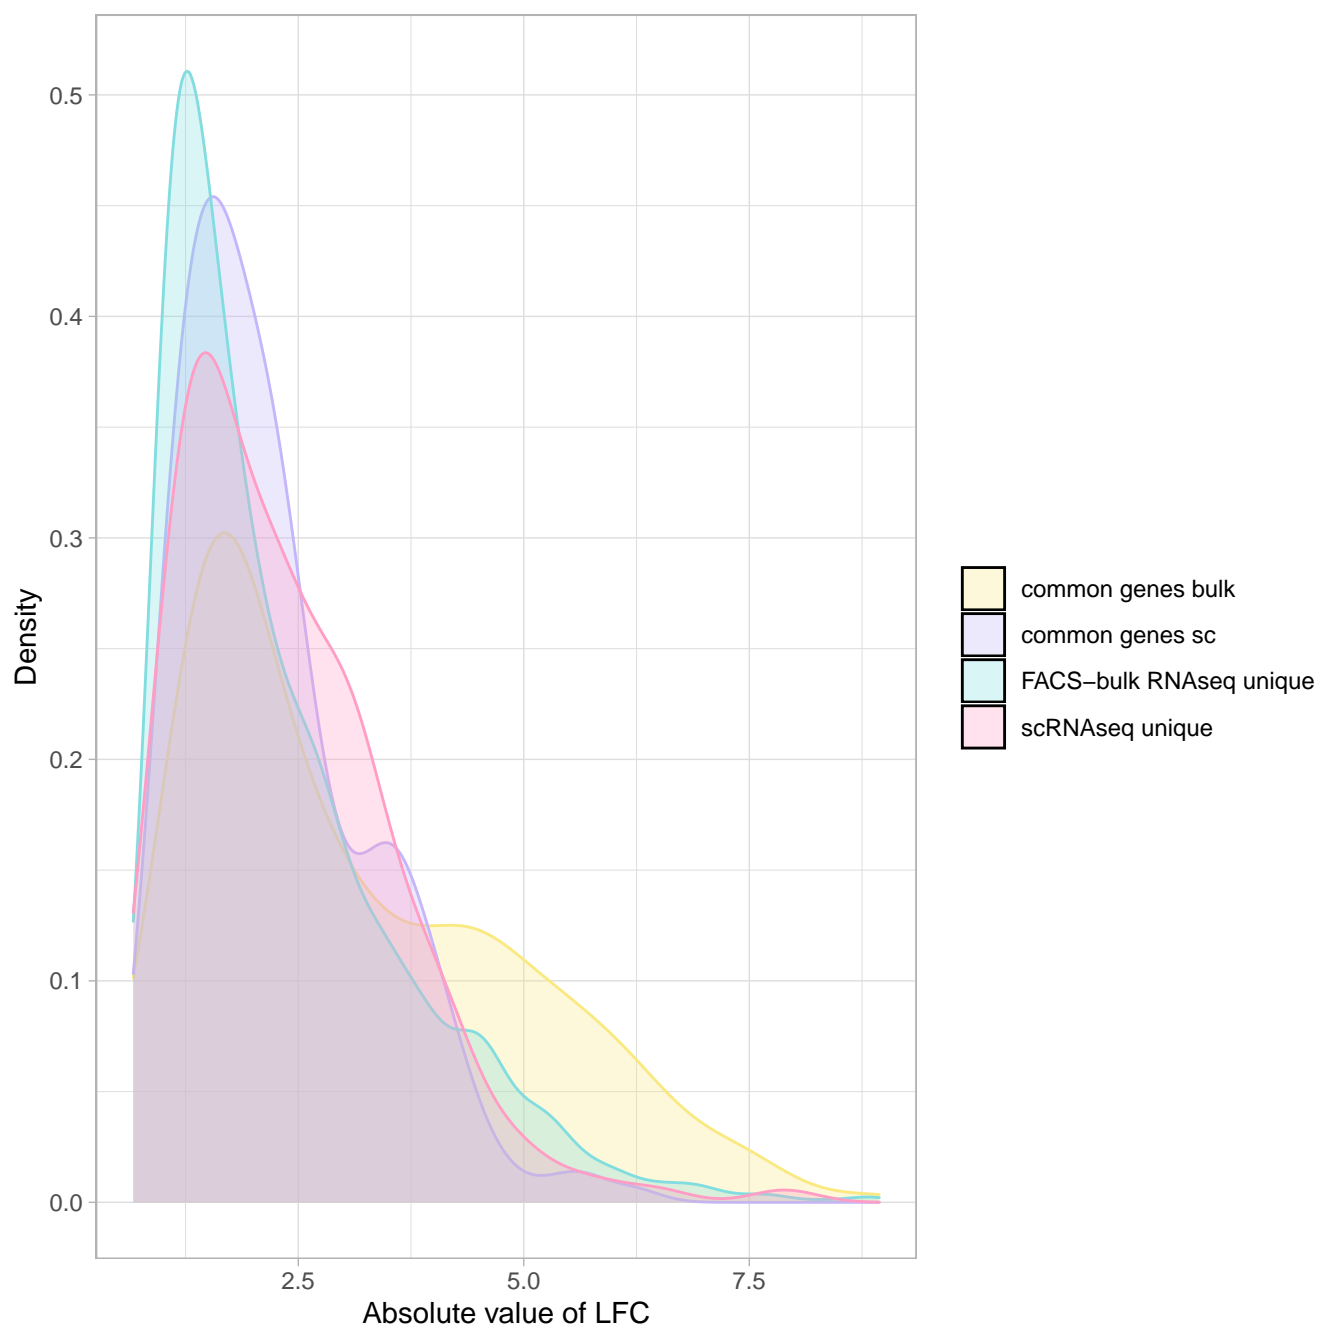 0.5
0.4
0.3
0.2
0.1
0.0
Density
2.5 5.0 7.5
Absolute value of LFC
common genes bulk
common genes sc
FACS−bulk RNAseq unique
scRNAseq unique